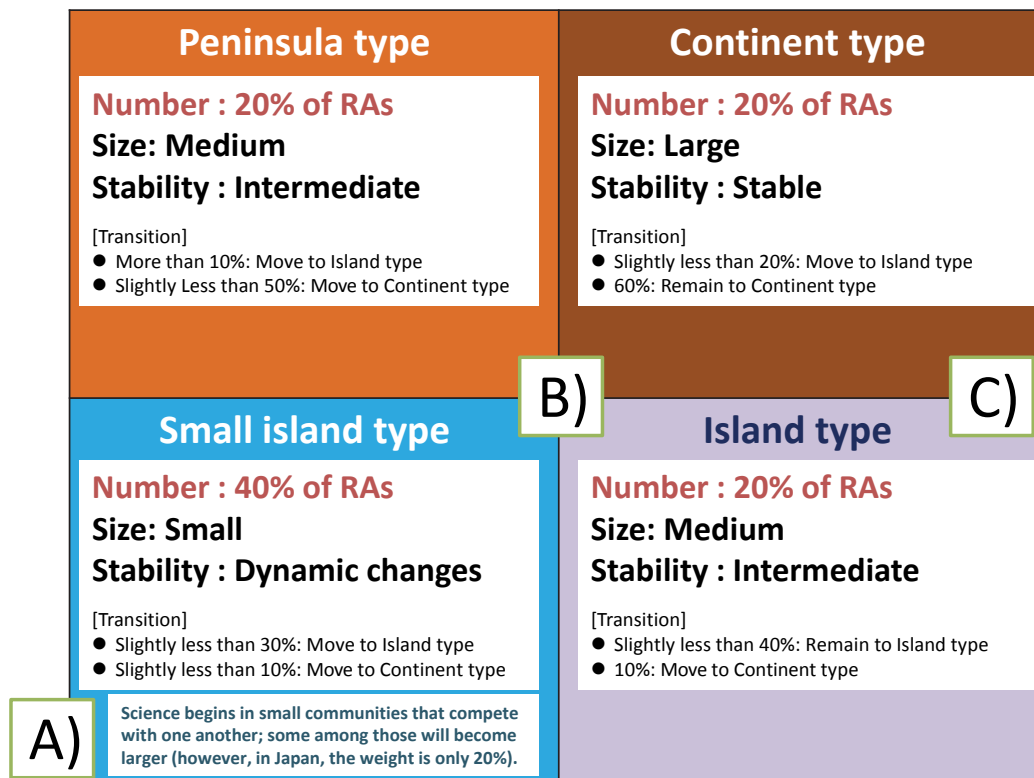 Peninsula type
Number : 20% of RAs
Size: Medium
Stability : Intermediate
[Transition]
● More than 10%: Move to Island type
● Slightly Less than 50%: Move to Continent type
Continent type
Number : 20% of RAs
Size: Large
Stability : Stable
[Transition]
● Slightly less than 20%: Move to Island type
● 60%: Remain to Continent type
B)
C)
Small island type
Number : 40% of RAs
Size: Small
Stability : Dynamic changes
[Transition]
● Slightly less than 30%: Move to Island type
● Slightly less than 10%: Move to Continent type
A)
Science begins in small communities that compete
with one another; some among those will become
larger (however, in Japan, the weight is only 20%).
Island type
Number : 20% of RAs
Size: Medium
Stability : Intermediate
[Transition]
● Slightly less than 40%: Remain to Island type
● 10%: Move to Continent type